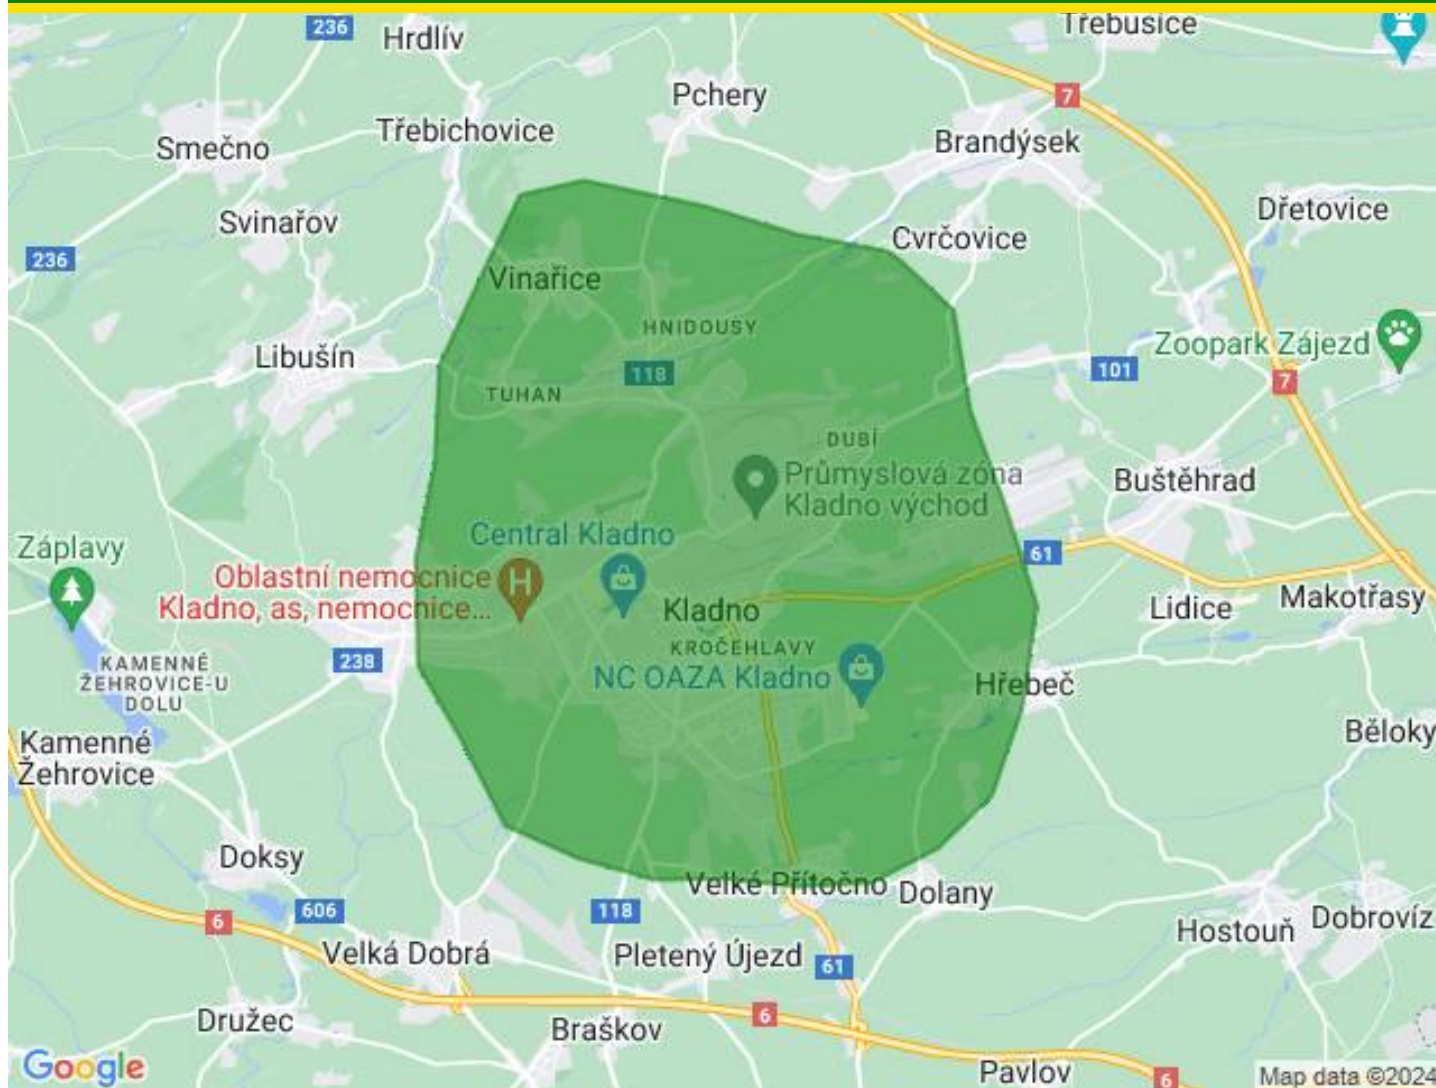 236
Hrdlív
Třebusice
7
Pchery
Třebichovice
Smečno
Brandýsek
Svinařov
Dřetovice
Cvrčovice
236
Vinařice
HNIDOUSY
Zoopark Zájezd
Libušín
118
101
7
TUHAN
DUBÍ
Průmyslová zóna
Kladno východ
Buštěhrad
Central Kladno
Záplavy
61
Oblastní nemocnice
Kladno, as, nemocnice...
H
Kladno
Lidice
Makotřasy
KROČEHLAVY
KAMENNÉ
ŽEHROVICE-U
DOLU
238
NC OAZA Kladno
Hřebeč
Kamenné
Žehrovice
Běloky
Doksy
Velké Přítočno
Dolany
606
118
6
Hostouň
Dobrovíz
Velká Dobrá
Pletený Újezd
61
Družec
Braškov
6
Google
Pavlov
6
Map data ©2024